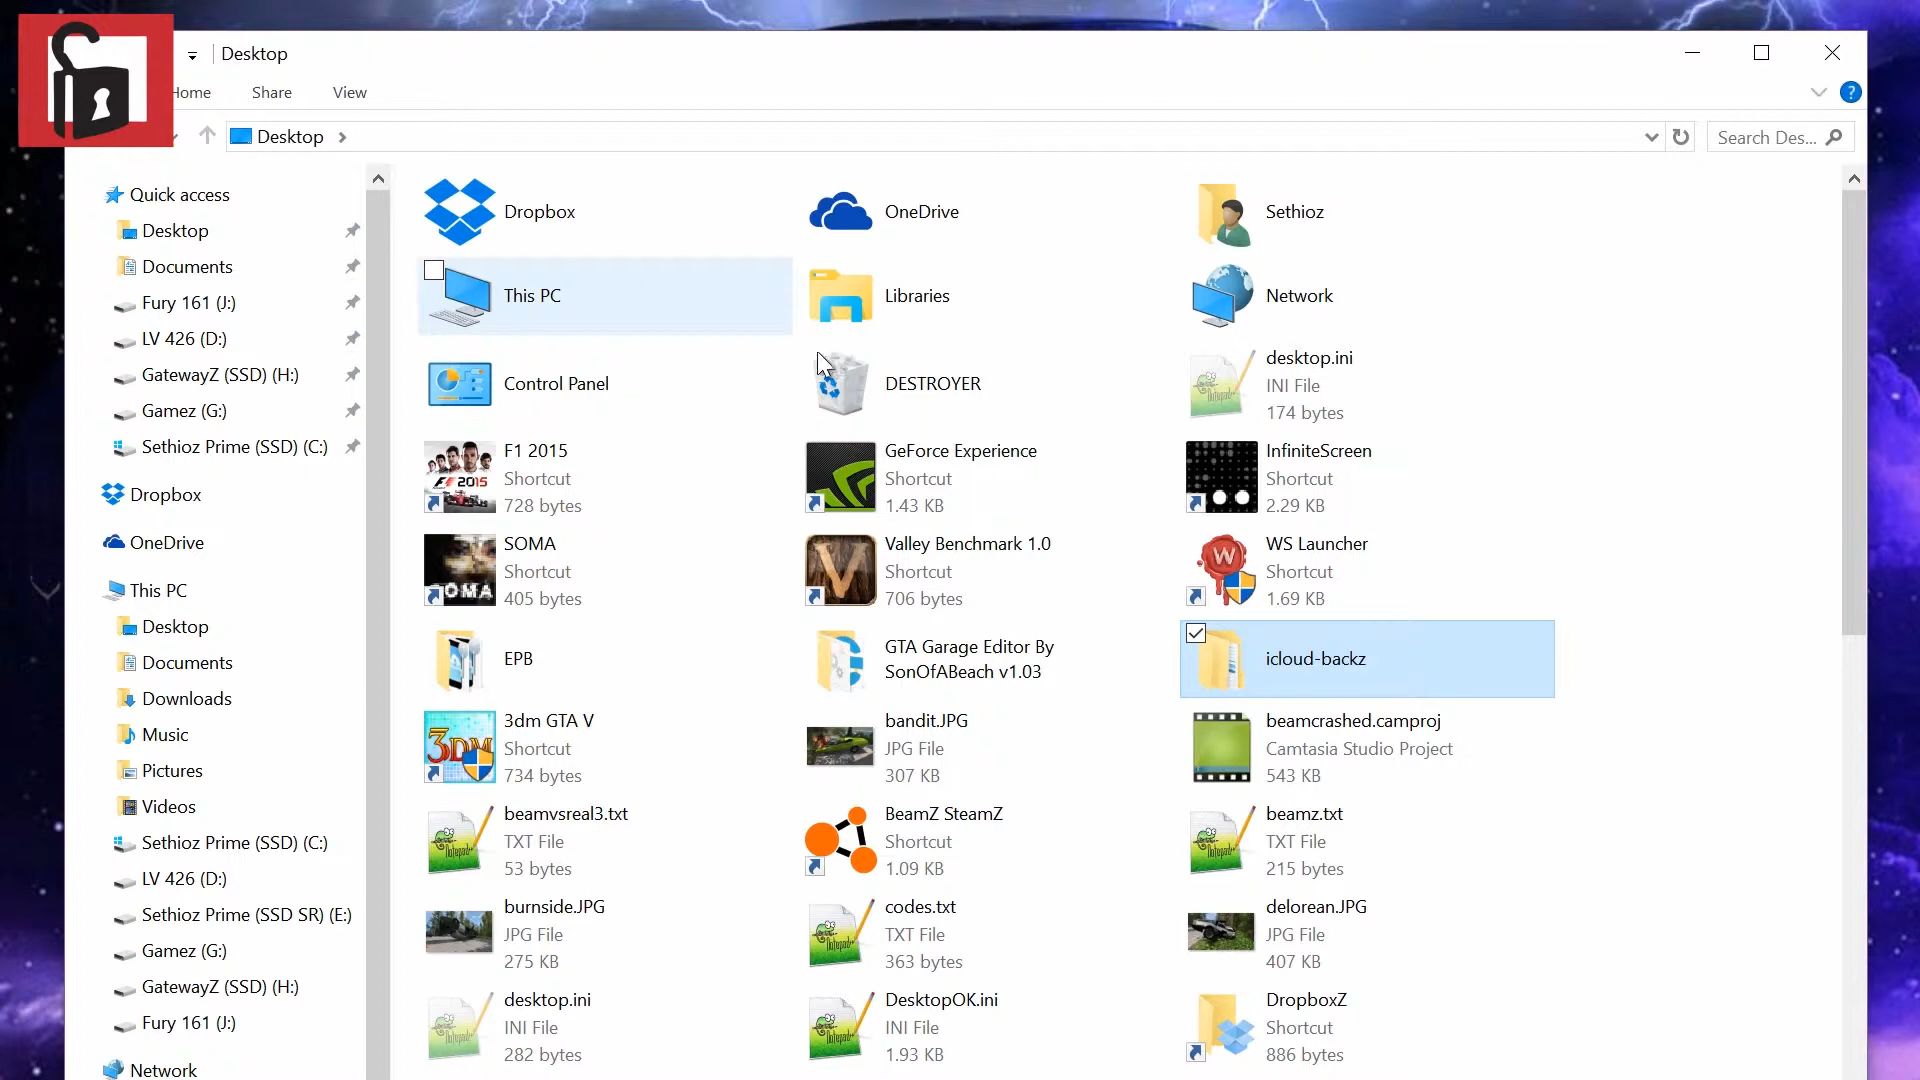 Desktop
Home Share View
?
Desktop
Search Des...
Quick access
Desktop
Documents
Fury 161 (J:)
LV 426 (D:)
GatewayZ (SSD) (H:)
Gamez (G:)
Sethioz Prime (SSD) (C:)
Dropbox
OneDrive
This PC
Desktop
Documents
Downloads
Music
Pictures
Videos
Sethioz Prime (SSD) (C:)
LV 426 (D:)
Sethioz Prime (SSD SR) (E:)
Gamez (G:)
GatewayZ (SSD) (H:)
Fury 161 (J:)
Network
Dropbox
OneDrive
Sethioz
This PC
Libraries
Network
Control Panel
DESTROYER
desktop.ini
INI File
174 bytes
F1 2015
Shortcut
728 bytes
GeForce Experience
Shortcut
1.43 KB
InfiniteScreen
Shortcut
2.29 KB
SOMA
Shortcut
405 bytes
Valley Benchmark 1.0
Shortcut
706 bytes
WS Launcher
Shortcut
1.69 KB
EPB
GTA Garage Editor By
SonOfABeach v1.03
icloud-backz
3dm GTA V
Shortcut
734 bytes
bandit.JPG
JPG File
307 KB
beamcrashed.camproj
Camtasia Studio Project
543 KB
beamvsreal3.txt
TXT File
53 bytes
BeamZ SteamZ
Shortcut
1.09 KB
beamz.txt
TXT File
215 bytes
burnside.JPG
JPG File
275 KB
codes.txt
TXT File
363 bytes
delorean.JPG
JPG File
407 KB
desktop.ini
INI File
282 bytes
DesktopOK.ini
INI File
1.93 KB
DropboxZ
Shortcut
886 bytes